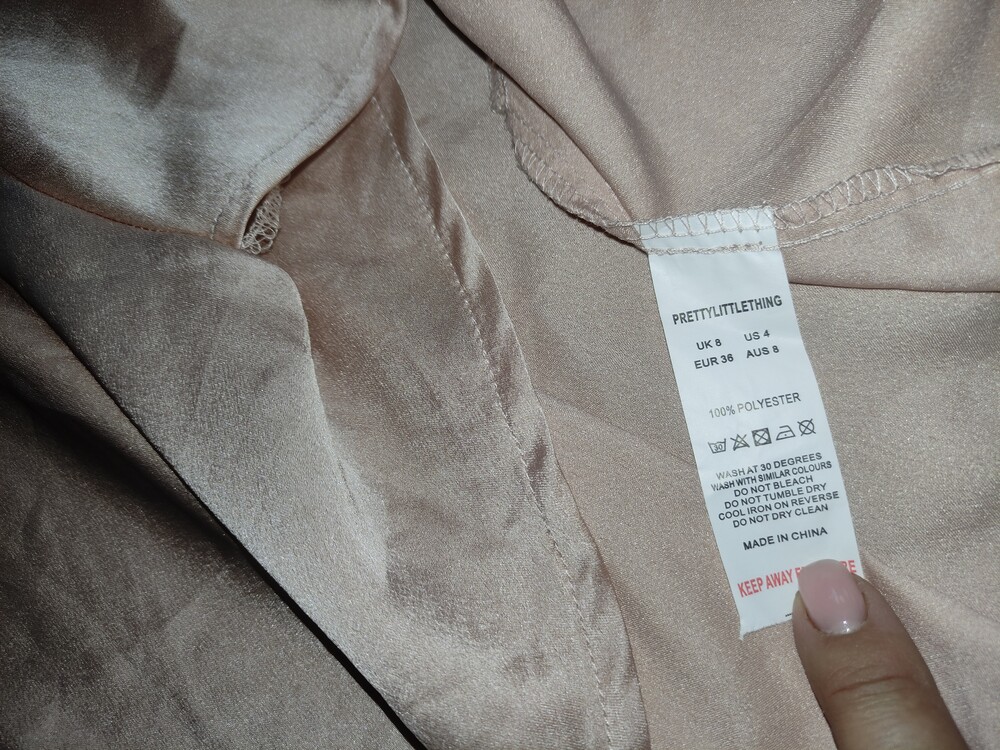 PRETTYLITTLETHING
UK 8 US 4
EUR 36 AUS 8
100% POLYESTER
30
WASH AT 30 DEGREES
WASH WITH SIMILAR COLOURS
DO NOT BLEACH
DO NOT TUMBLE DRY
COOL IRON ON REVERSE
DO NOT DRY CLEAN
MADE IN CHINA
KEEP AWAY